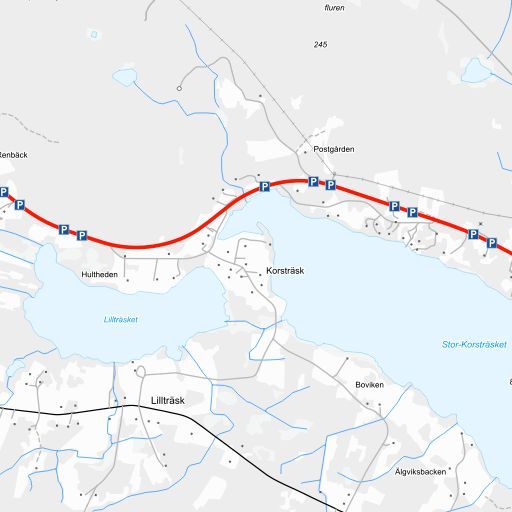 fluren
245
Postgården
P
P
P
P
P
P
P
P
P
P
P
Hultheden
Korsträsk
Lillträsket
Stor-Korsträsket
Boviken
Lillträsk
Älgviksbacken